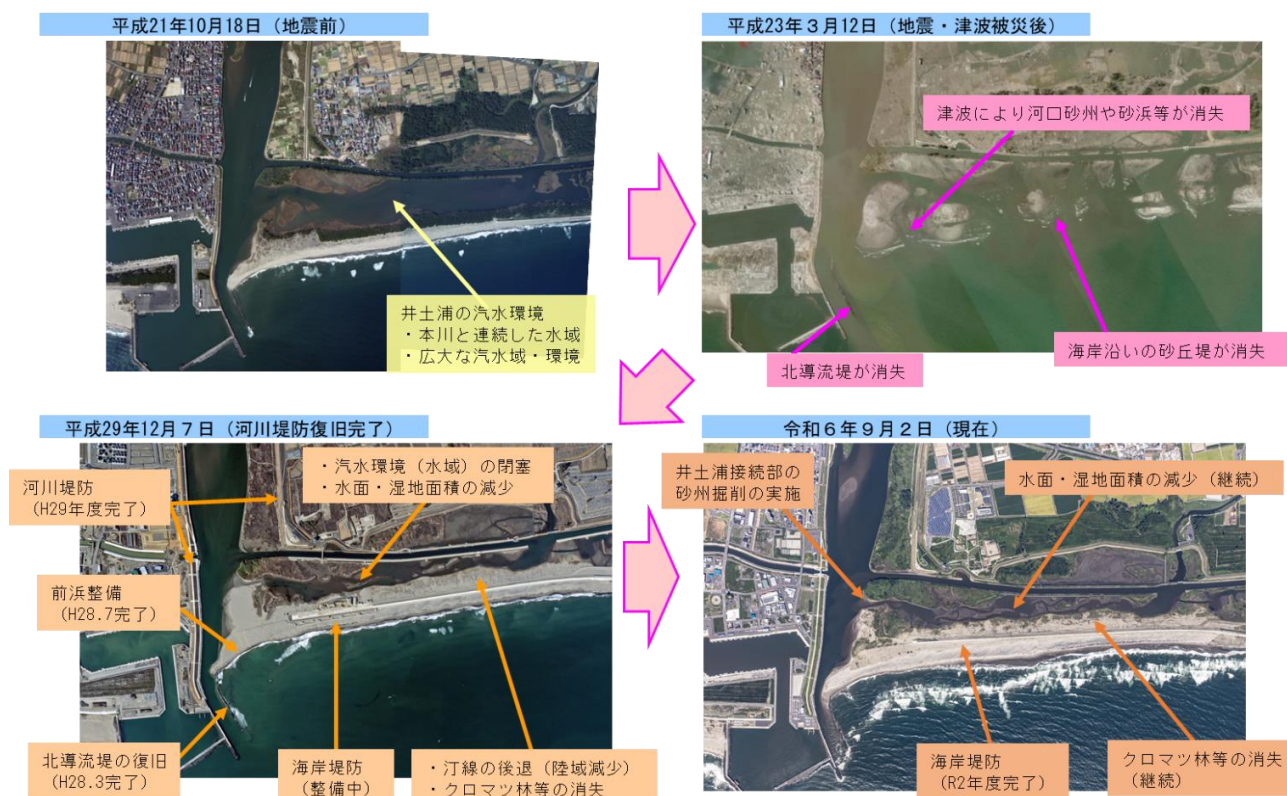 平成21年10月18日（地震前）
井土浦の汽水環境
・本川と連続した水域
・広大な汽水域・環境
平成23年３月12日（地震・津波被災後）
津波により河口砂州や砂浜等が消失
海岸沿いの砂丘堤が消失
北導流堤が消失
平成29年12月７日（河川堤防復旧完了）
・汽水環境（水域）の閉塞
・水面・湿地面積の減少
河川堤防
（H29年度完了）
前浜整備
（H28.7完了）
北導流堤の復旧
（H28.3完了）
海岸堤防
（整備中）
・汀線の後退（陸域減少）
・クロマツ林等の消失
令和６年９月２日（現在）
井土浦接続部の
砂州掘削の実施
水面・湿地面積の減少（継続）
海岸堤防
（R2年度完了）
クロマツ林等の消失
（継続）